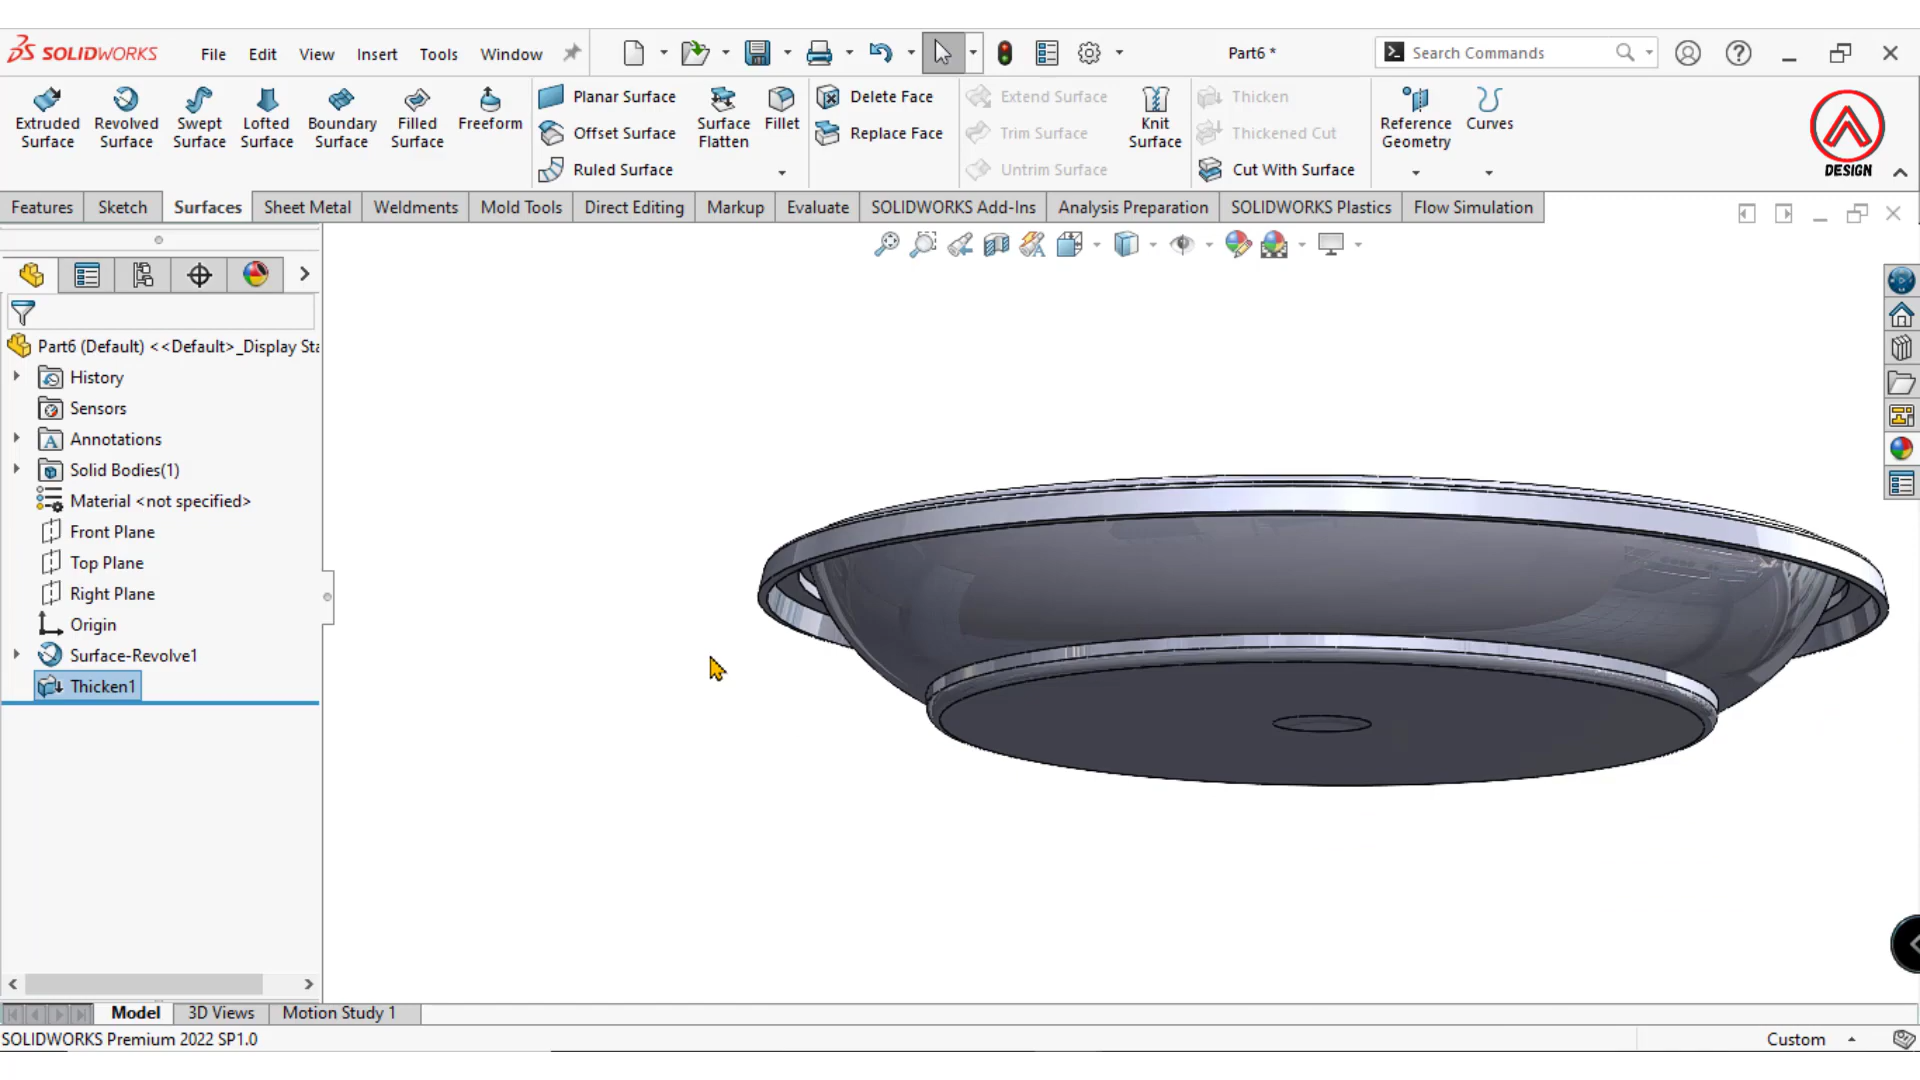 SOLIDWORKS File Edit View Insert Tools Window Part6 * Search Commands
Extruded Surface
Revolved Surface
Swept Surface
Lofted Surface
Boundary Surface
Filled Surface
Freeform
Planar Surface
Offset Surface
Ruled Surface
Surface Flatten
Fillet
Delete Face
Replace Face
Extend Surface
Trim Surface
Untrim Surface
Knit Surface
Thicken
Thickened Cut
Cut With Surface
Reference Geometry
Curves
DESIGN
Features Sketch Surfaces Sheet Metal Weldments Mold Tools Direct Editing Markup Evaluate SOLIDWORKS Add-Ins Analysis Preparation SOLIDWORKS Plastics Flow Simulation
Part6 (Default) <<Default>_Display Sta
History
Sensors
Annotations
Solid Bodies(1)
Material <not specified>
Front Plane
Top Plane
Right Plane
Origin
Surface-Revolve1
Thicken1
Model 3D Views Motion Study 1
SOLIDWORKS Premium 2022 SP1.0 Custom